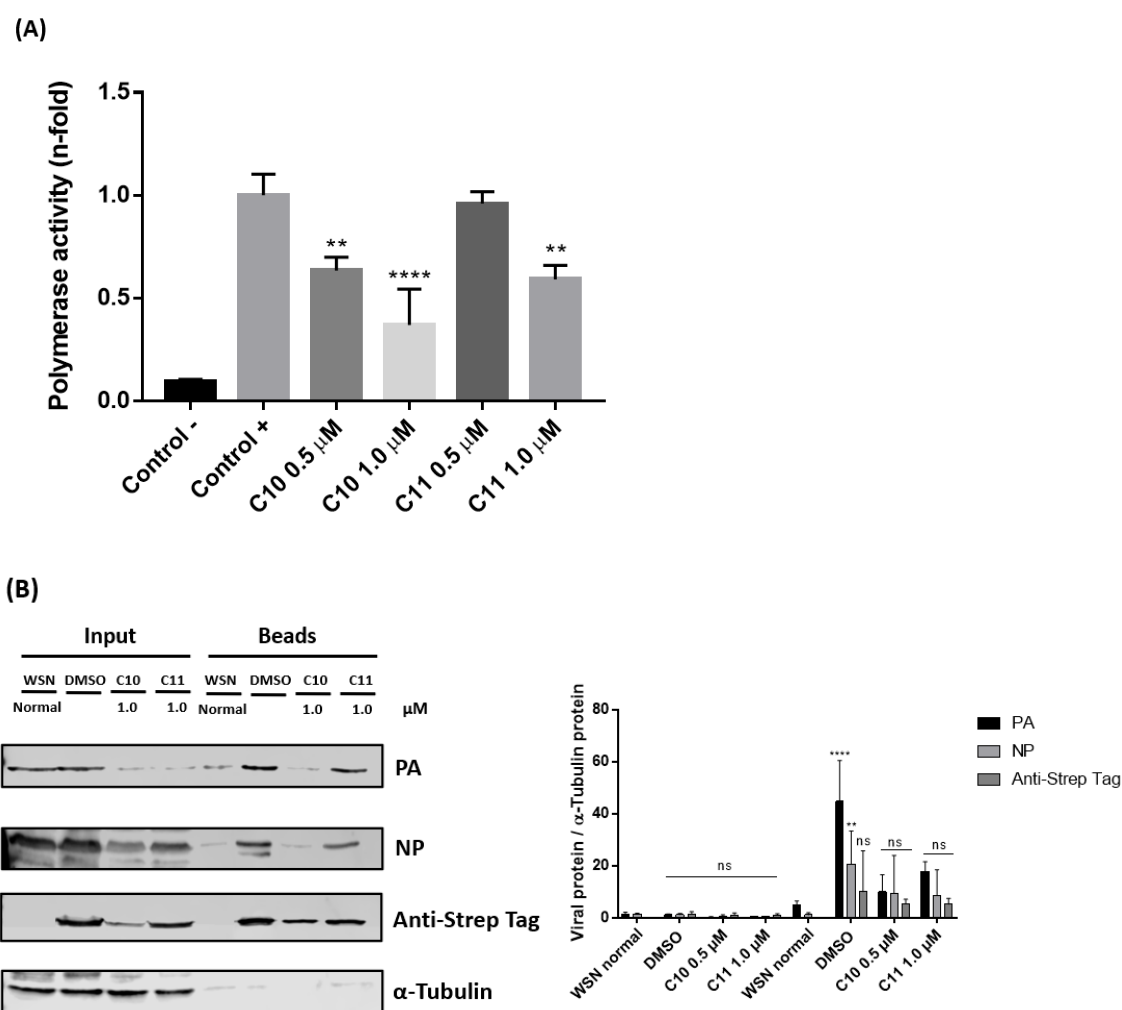 (A)
Polymerase activity (n-fold)
1.5
1.0
0.5
0.0
**
****
**
Control -
Control +
C10 0.5 μM
C10 1.0 μM
C11 0.5 μM
C11 1.0 μM
(B)
Input Beads
WSN DMSO C10 C11 WSN DMSO C10 C11
Normal 1.0 1.0 Normal 1.0 1.0 μM
PA
NP
Anti-Strep Tag
α-Tubulin
Viral protein / α-Tubulin protein
80
60
40
20
0
ns
****
**
ns
ns
ns
WSN normal
DMSO
C10 0.5 μM
C11 1.0 μM
WSN normal
DMSO
C10 0.5 μM
C11 1.0 μM
PA
NP
Anti-Strep Tag